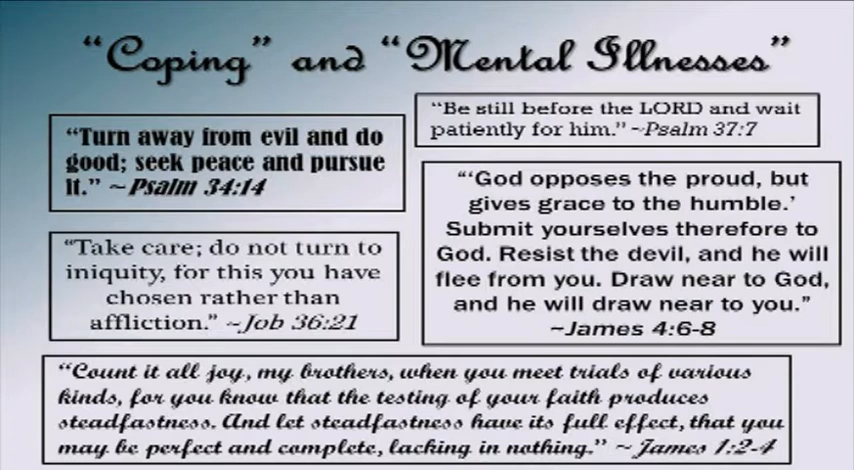 “Coping” and “Mental Illnesses”
“Turn away from evil and do
good; seek peace and pursue
it.” ~Psalm 34:14
“Be still before the LORD and wait
patiently for him.” ~Psalm 37:7
“‘God opposes the proud, but
gives grace to the humble.’
Submit yourselves therefore to
God. Resist the devil, and he will
flee from you. Draw near to God,
and he will draw near to you.”
~James 4:6-8
“Take care; do not turn to
iniquity, for this you have
chosen rather than
affliction.” ~Job 36:21
“Count it all joy, my brothers, when you meet trials of various
kinds, for you know that the testing of your faith produces
steadfastness. And let steadfastness have its full effect, that you
may be perfect and complete, lacking in nothing.” ~ James 1:2-4